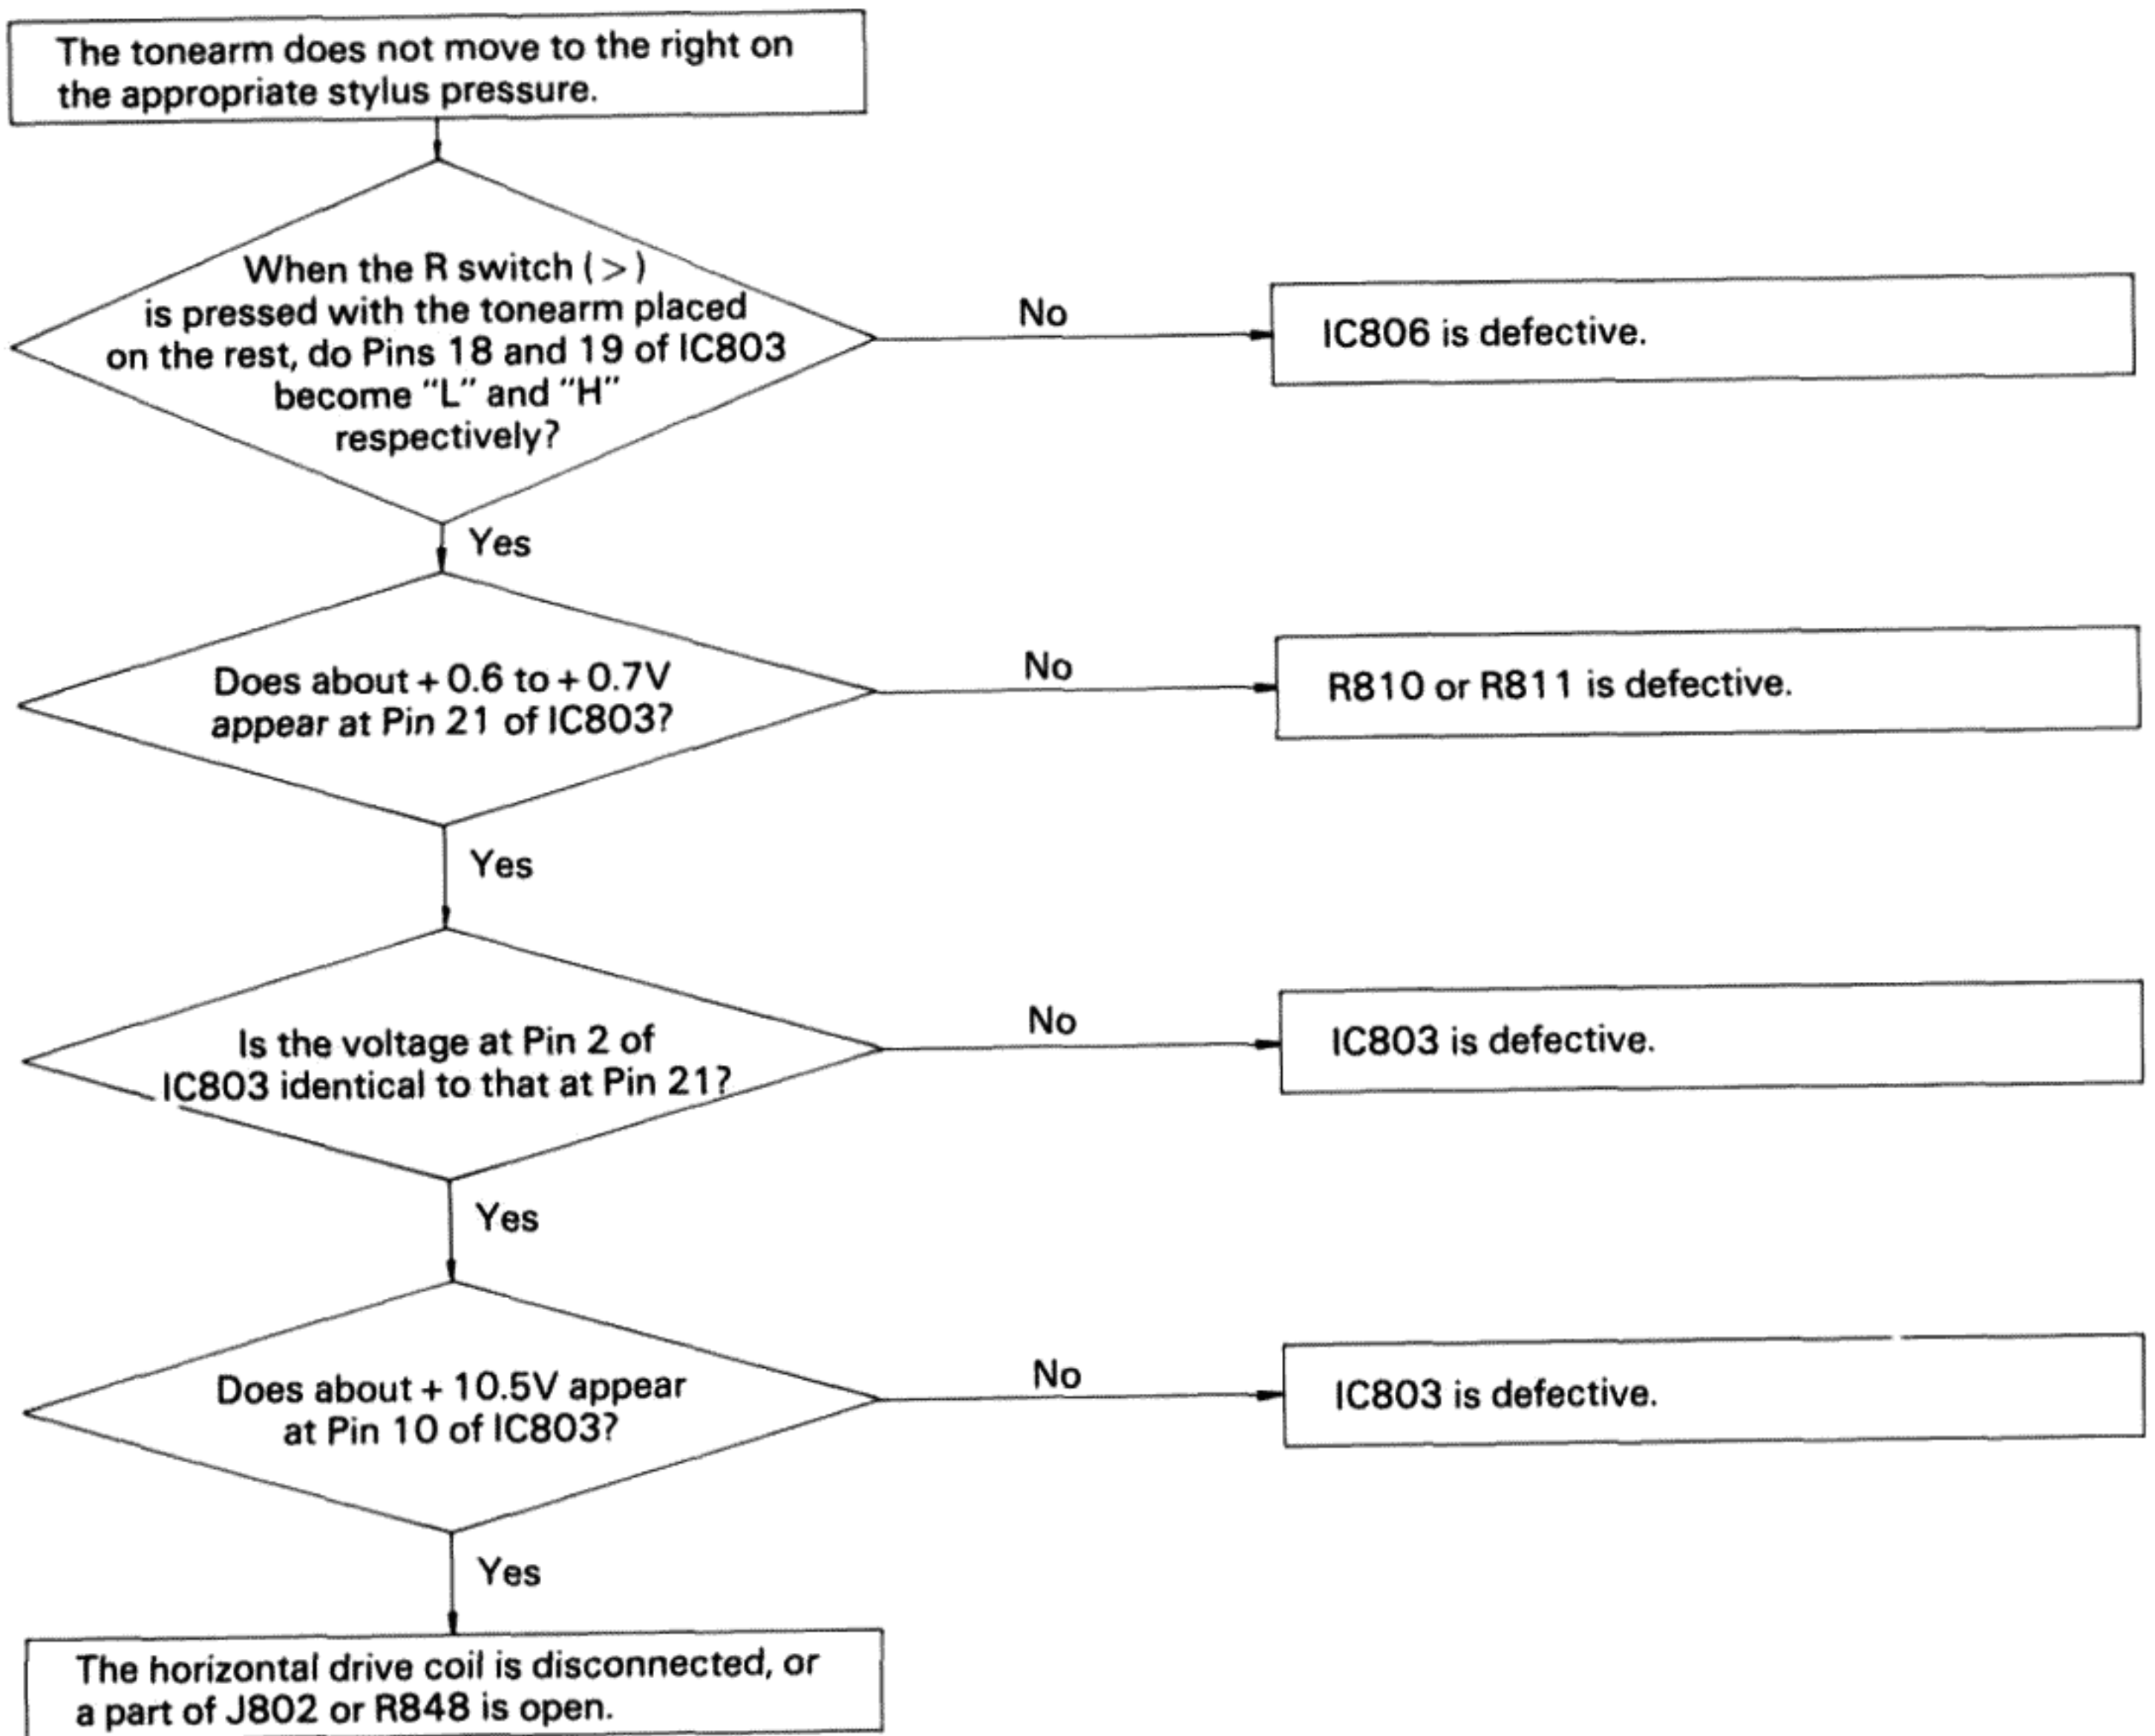 The tonearm does not move to the right on
the appropriate stylus pressure.
When the R switch (>)
is pressed with the tonearm placed
on the rest, do Pins 18 and 19 of IC803
become “L” and “H”
respectively?
No
IC806 is defective.
Yes
Does about + 0.6 to + 0.7V
appear at Pin 21 of IC803?
No
R810 or R811 is defective.
Yes
Is the voltage at Pin 2 of
IC803 identical to that at Pin 21?
No
IC803 is defective.
Yes
Does about + 10.5V appear
at Pin 10 of IC803?
No
IC803 is defective.
Yes
The horizontal drive coil is disconnected, or
a part of J802 or R848 is open.